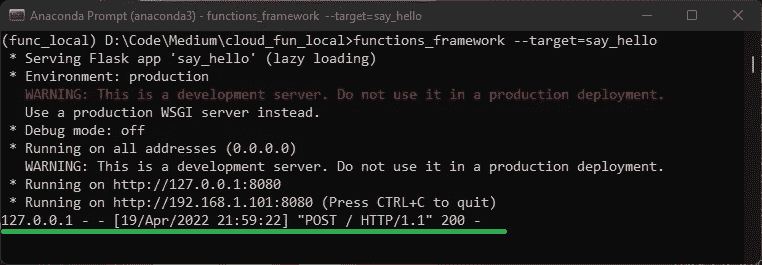 Anaconda Prompt (anaconda3) - functions_framework --target=say_hello
(func_local) D:\Code\Medium\cloud_fun_local>functions_framework --target=say_hello
* Serving Flask app 'say_hello' (lazy loading)
* Environment: production
WARNING: This is a development server. Do not use it in a production deployment.
Use a production WSGI server instead.
* Debug mode: off
* Running on all addresses (0.0.0.0)
WARNING: This is a development server. Do not use it in a production deployment.
* Running on http://127.0.0.1:8080
* Running on http://192.168.1.101:8080 (Press CTRL+C to quit)
127.0.0.1 - - [19/Apr/2022 21:59:22] "POST / HTTP/1.1" 200 -